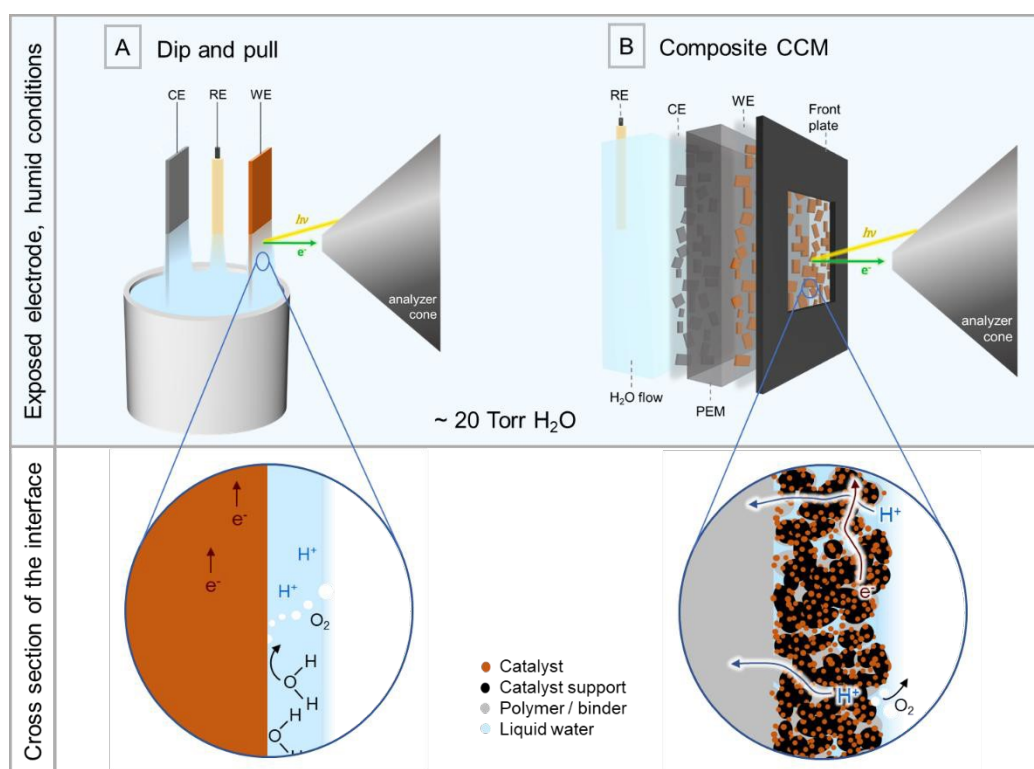 Exposed electrode, humid conditions
A
Dip and pull
CE
RE
WE
hν
e⁻
analyzer
cone
B
Composite CCM
RE
CE
WE
Front
plate
hν
e⁻
analyzer
cone
H₂O flow
PEM
~ 20 Torr H₂O
Cross section of the interface
e⁻
e⁻
H⁺
H⁺
O₂
H
O
H
H
O
H
Catalyst
Catalyst support
Polymer / binder
Liquid water
H⁺
e⁻
H⁺
O₂